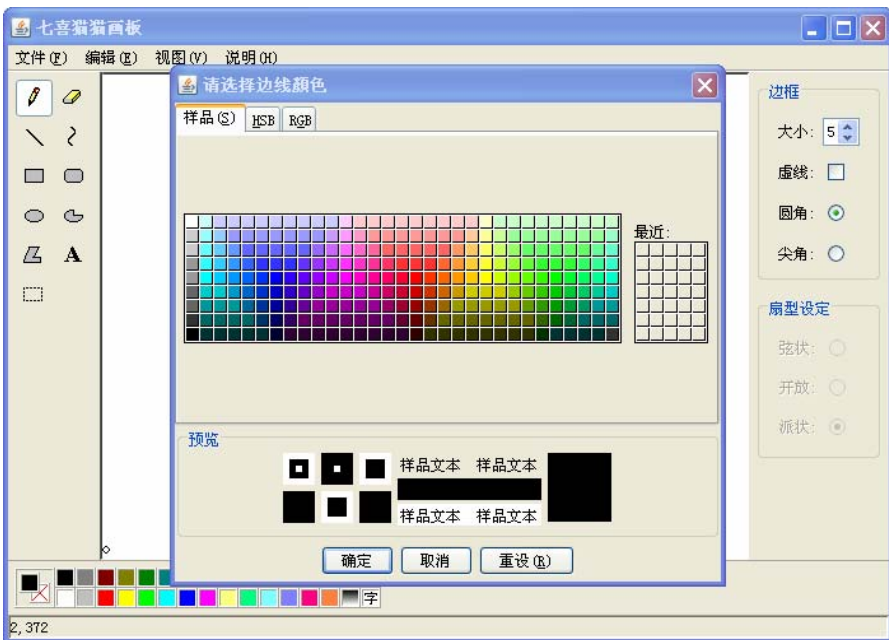 七喜猫猫画板
文件(F) 编辑(E) 视图(V) 说明(H)
请选择边线颜色
样品(S) HSB RGB
最近:
预览
样品文本 样品文本
样品文本 样品文本
确定 取消 重设(R)
边框
大小: 5
虚线:
圆角:
尖角:
扇型设定
弦状:
开放:
派状:
A
字
2, 372